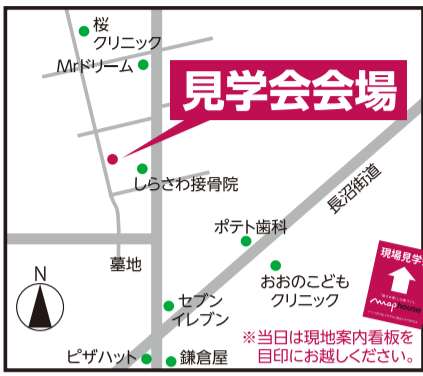 桜
クリニック
Mrドリーム
見学会会場
しらさわ接骨院
長沼街道
ポテト歯科
墓地
おおのこども
クリニック
現場見学
maphouse
N
セブン
イレブン
※当日は現地案内看板を
目印にお越しください。
ピザハット
鎌倉屋